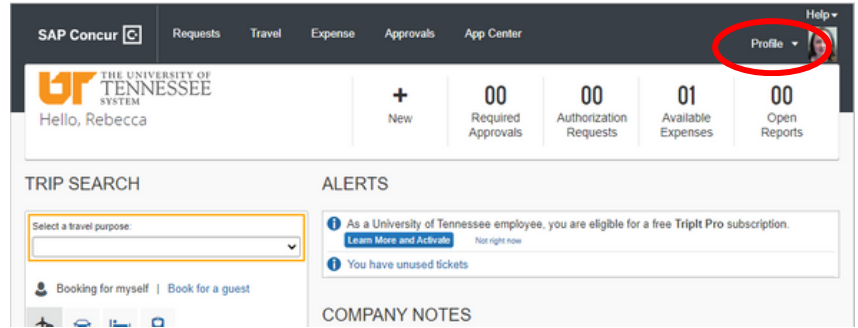 Help
SAP Concur C Requests Travel Expense Approvals App Center Profile
UT THE UNIVERSITY OF
TENNESSEE
SYSTEM
Hello, Rebecca
+ 00 00 01 00
New Required Authorization Available Open
Approvals Requests Expenses Reports
TRIP SEARCH
Select a travel purpose:
Booking for myself | Book for a guest
ALERTS
As a University of Tennessee employee, you are eligible for a free TripIt Pro subscription.
Learn More and Activate Not right now
You have unused tickets
COMPANY NOTES